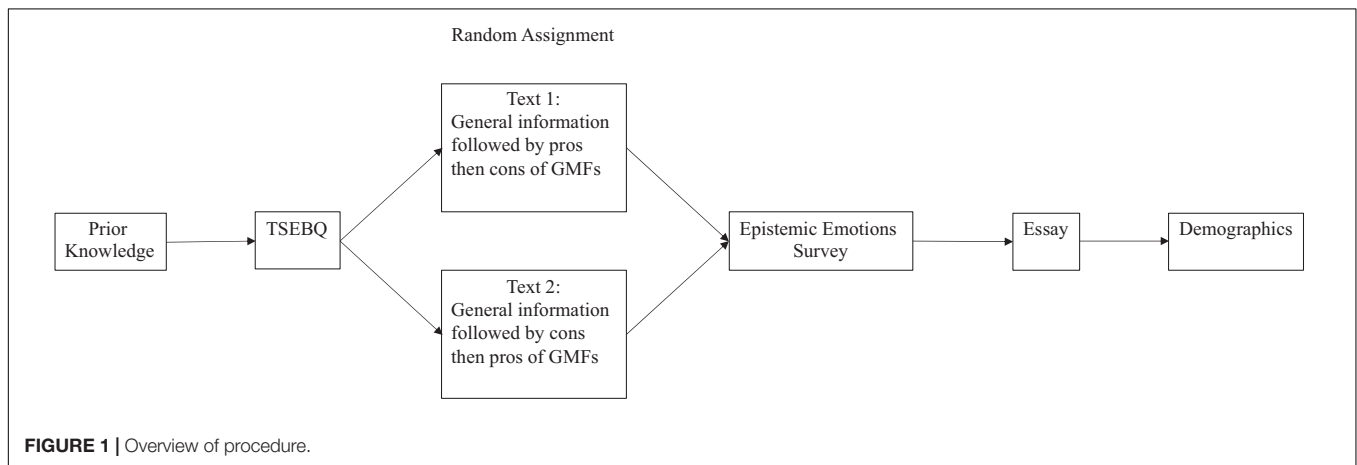 Random Assignment
Text 1:
General information
followed by pros
then cons of GMFs
Prior
Knowledge
TSEBQ
Epistemic Emotions
Survey
Essay
Demographics
Text 2:
General information
followed by cons
then pros of GMFs
FIGURE 1 | Overview of procedure.